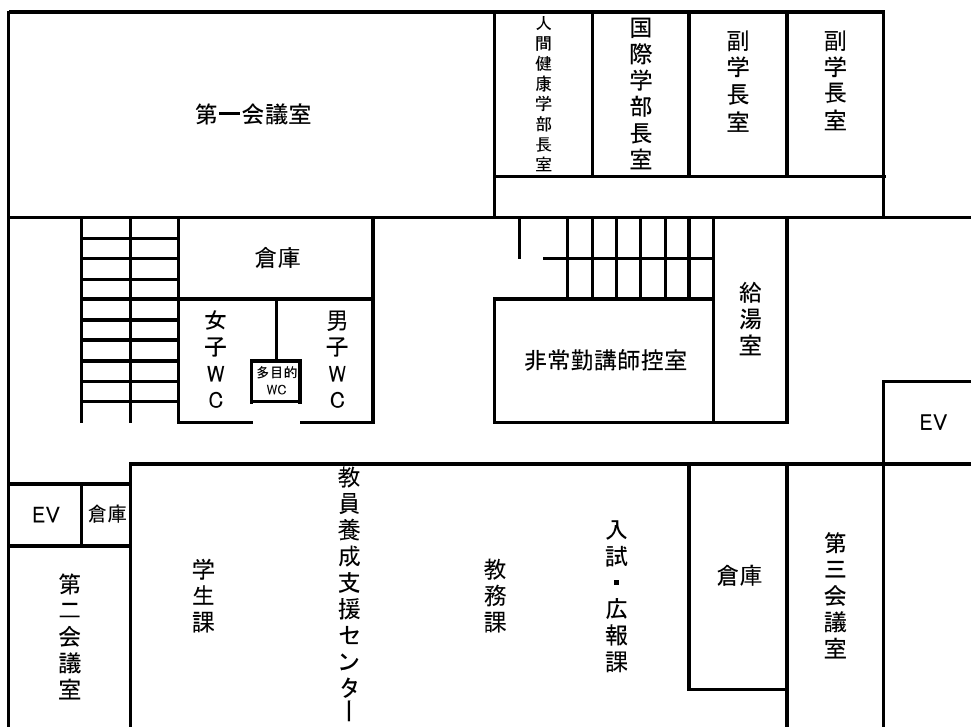 第一会議室
人間健康学部長室
国際学部長室
副学長室
副学長室
倉庫
女子WC
多目的
WC
男子WC
非常勤講師控室
給湯室
EV
EV
倉庫
第二会議室
学生課
教員養成支援センター
教務課
入試・広報課
倉庫
第三会議室